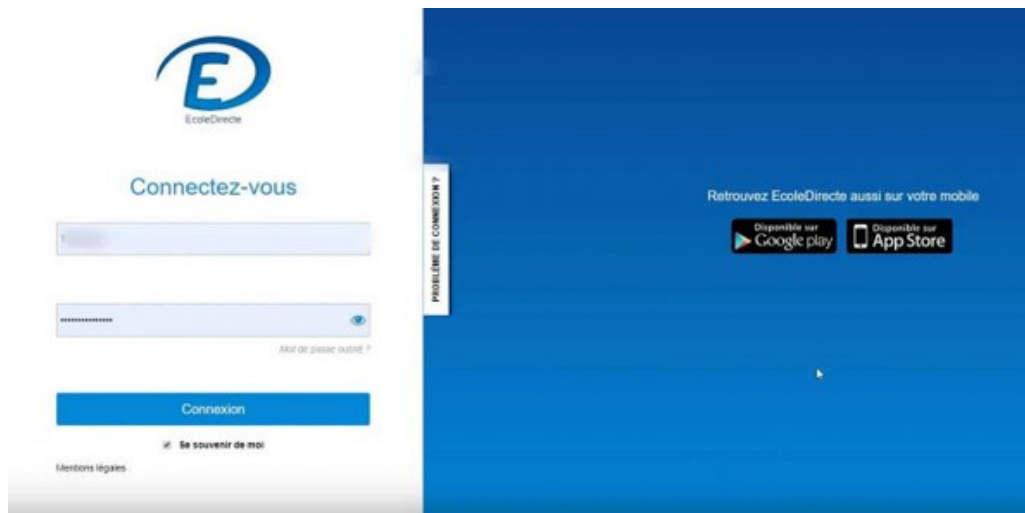 EcoleDirecte
Connectez-vous
Mot de passe oublié ?
Connexion
Se souvenir de moi
Mentions légales
PROBLÈME DE CONNEXION ?
Retrouvez EcoleDirecte aussi sur votre mobile
Disponible sur
Google play
Disponible sur
App Store